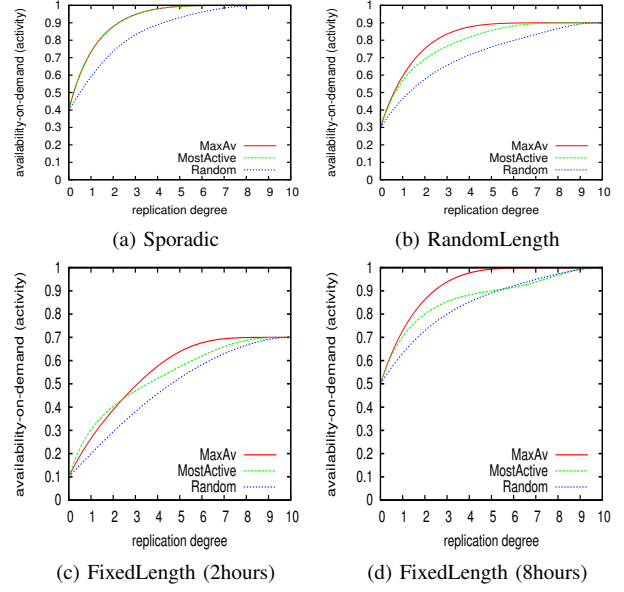 availability-on-demand (activity)
1
0.9
0.8
0.7
0.6
0.5
0.4
0.3
0.2
0.1
0
MaxAv
MostActive
Random
0 1 2 3 4 5 6 7 8 9 10
replication degree
(a) Sporadic
availability-on-demand (activity)
1
0.9
0.8
0.7
0.6
0.5
0.4
0.3
0.2
0.1
0
MaxAv
MostActive
Random
0 1 2 3 4 5 6 7 8 9 10
replication degree
(b) RandomLength
availability-on-demand (activity)
1
0.9
0.8
0.7
0.6
0.5
0.4
0.3
0.2
0.1
0
MaxAv
MostActive
Random
0 1 2 3 4 5 6 7 8 9 10
replication degree
(c) FixedLength (2hours)
availability-on-demand (activity)
1
0.9
0.8
0.7
0.6
0.5
0.4
0.3
0.2
0.1
0
MaxAv
MostActive
Random
0 1 2 3 4 5 6 7 8 9 10
replication degree
(d) FixedLength (8hours)